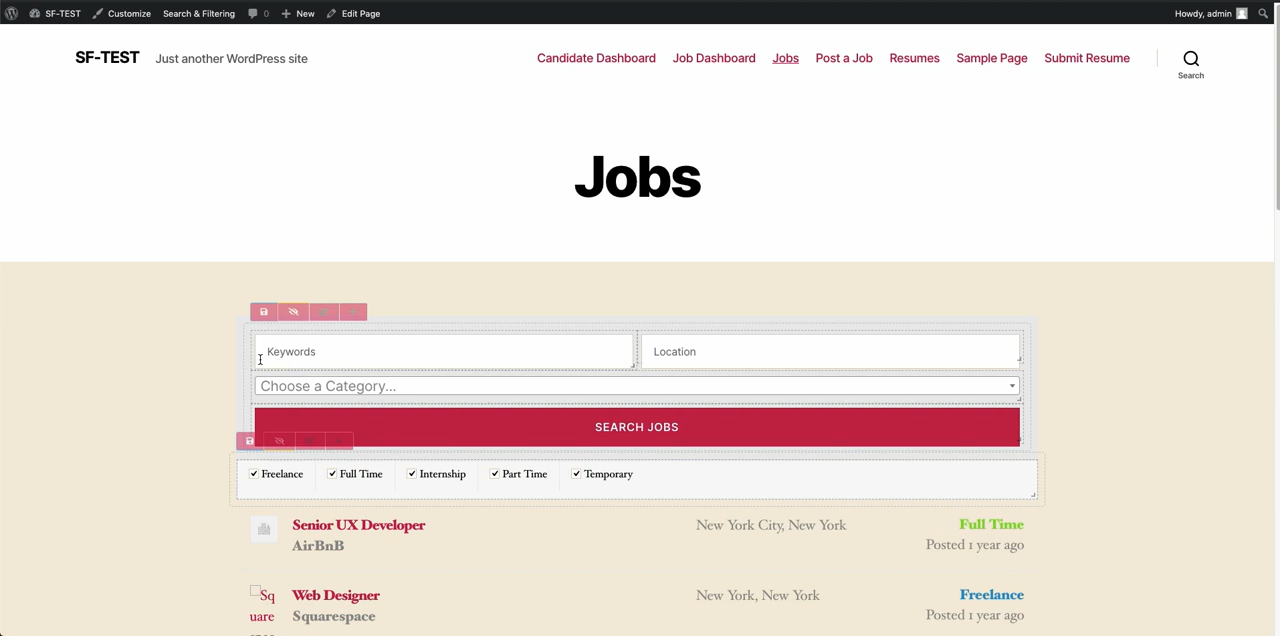 SF-TEST Customize Search & Filtering 0 New Edit Page Howdy, admin
SF-TEST Just another WordPress site Candidate Dashboard Job Dashboard Jobs Post a Job Resumes Sample Page Submit Resume
Search
Jobs
Keywords Location
Choose a Category...
SEARCH JOBS
Freelance Full Time Internship Part Time Temporary
Senior UX Developer New York City, New York Full Time
AirBnB Posted 1 year ago
Sq Web Designer New York, New York Freelance
uare Squarespace Posted 1 year ago